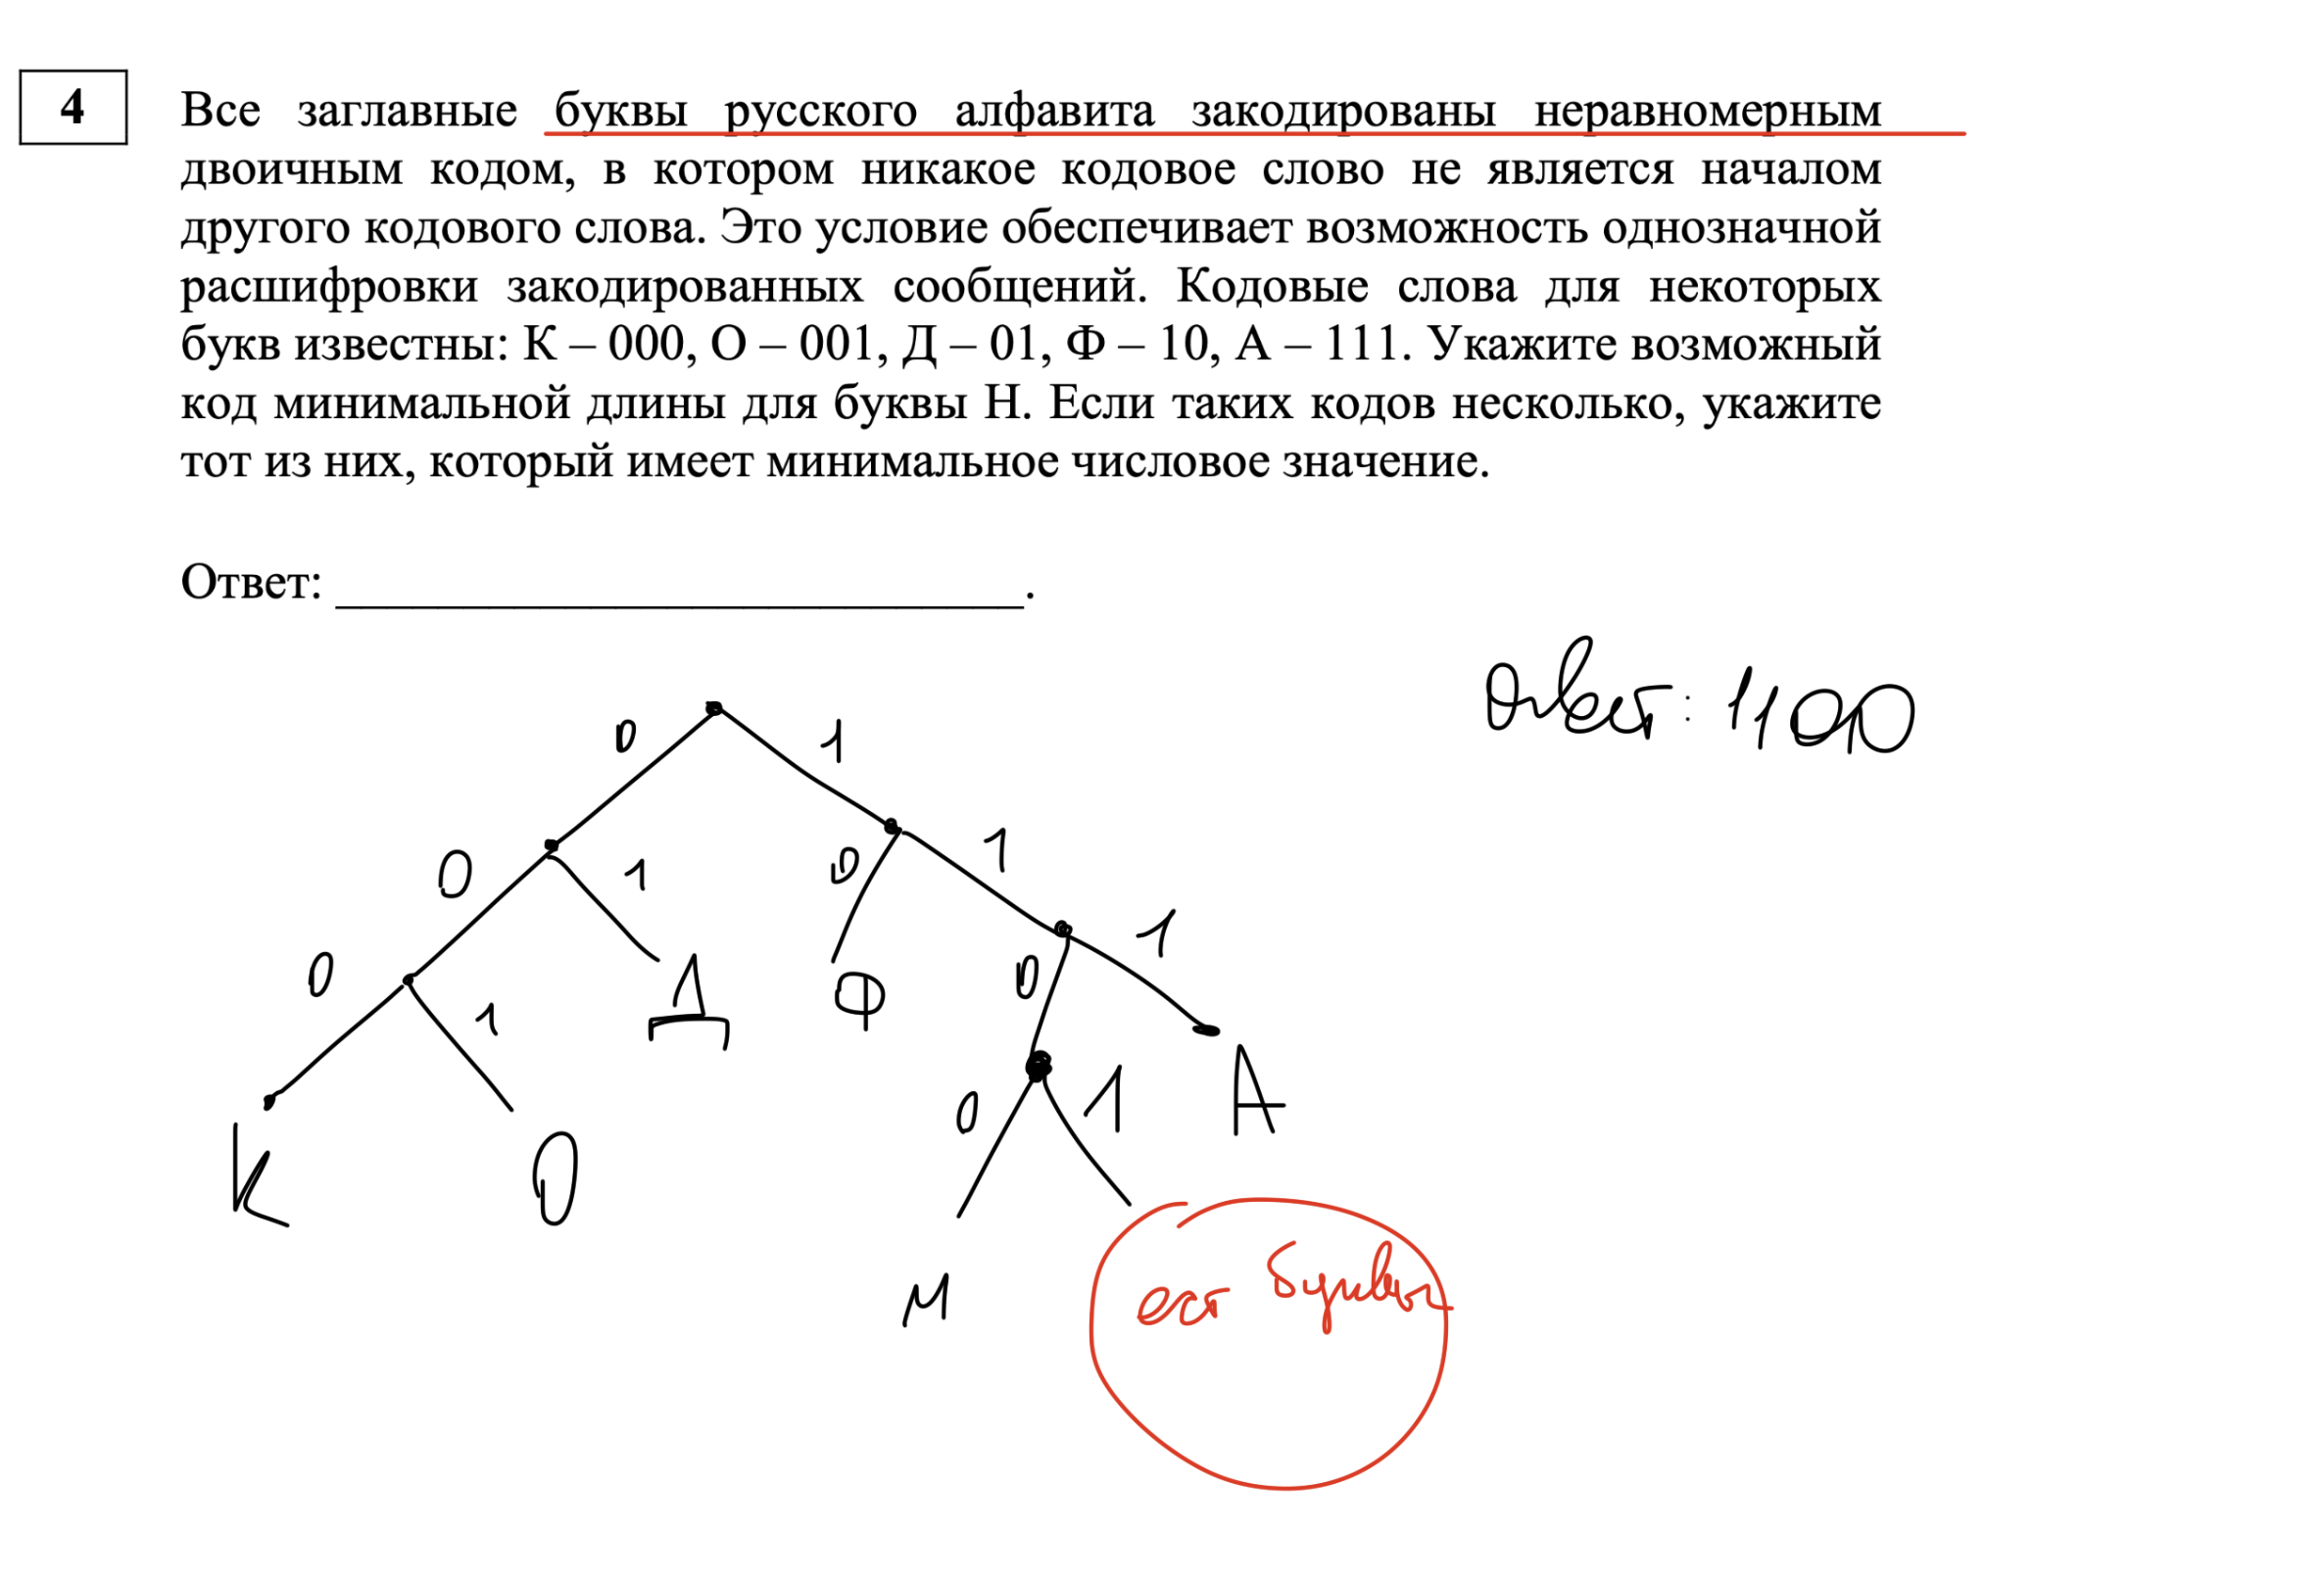 4
Все заглавные буквы русского алфавита закодированы неравномерным
двоичным кодом, в котором никакое кодовое слово не является началом
другого кодового слова. Это условие обеспечивает возможность однозначной
расшифровки закодированных сообщений. Кодовые слова для некоторых
букв известны: К – 000, О – 001, Д – 01, Ф – 10, А – 111. Укажите возможный
код минимальной длины для буквы Н. Если таких кодов несколько, укажите
тот из них, который имеет минимальное числовое значение.
Ответ: ___________________________.
Ответ: 1100
0 1
0 1 0 1
0 1 Д Ф 0 1
К О 0 1 А
М
ост буквы